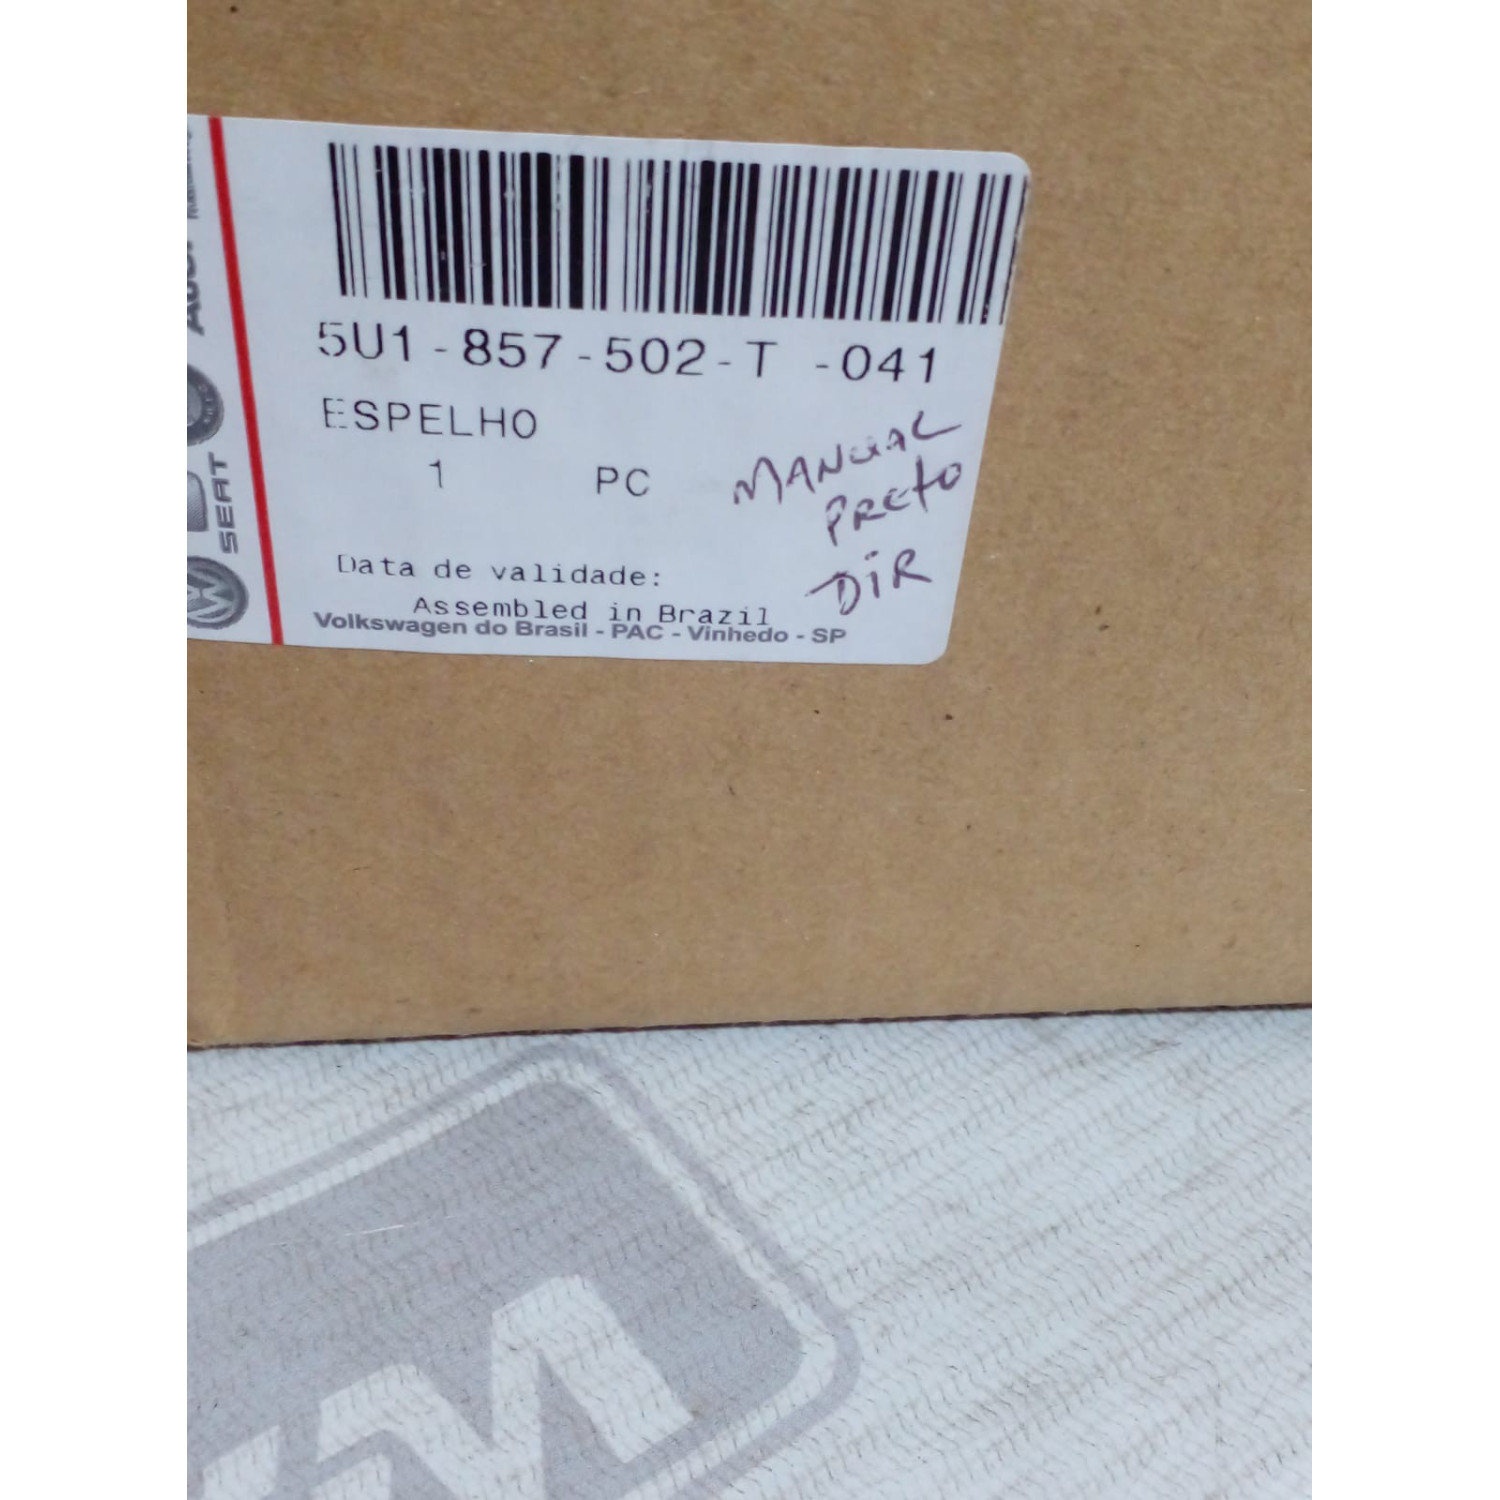 5U1-857-502-T -041
ESPELHO
1 PC
MANUAL
PRETO
DIR
Data de validade:
Assembled in Brazil
Volkswagen do Brasil - PAC - Vinhedo - SP
SEAT